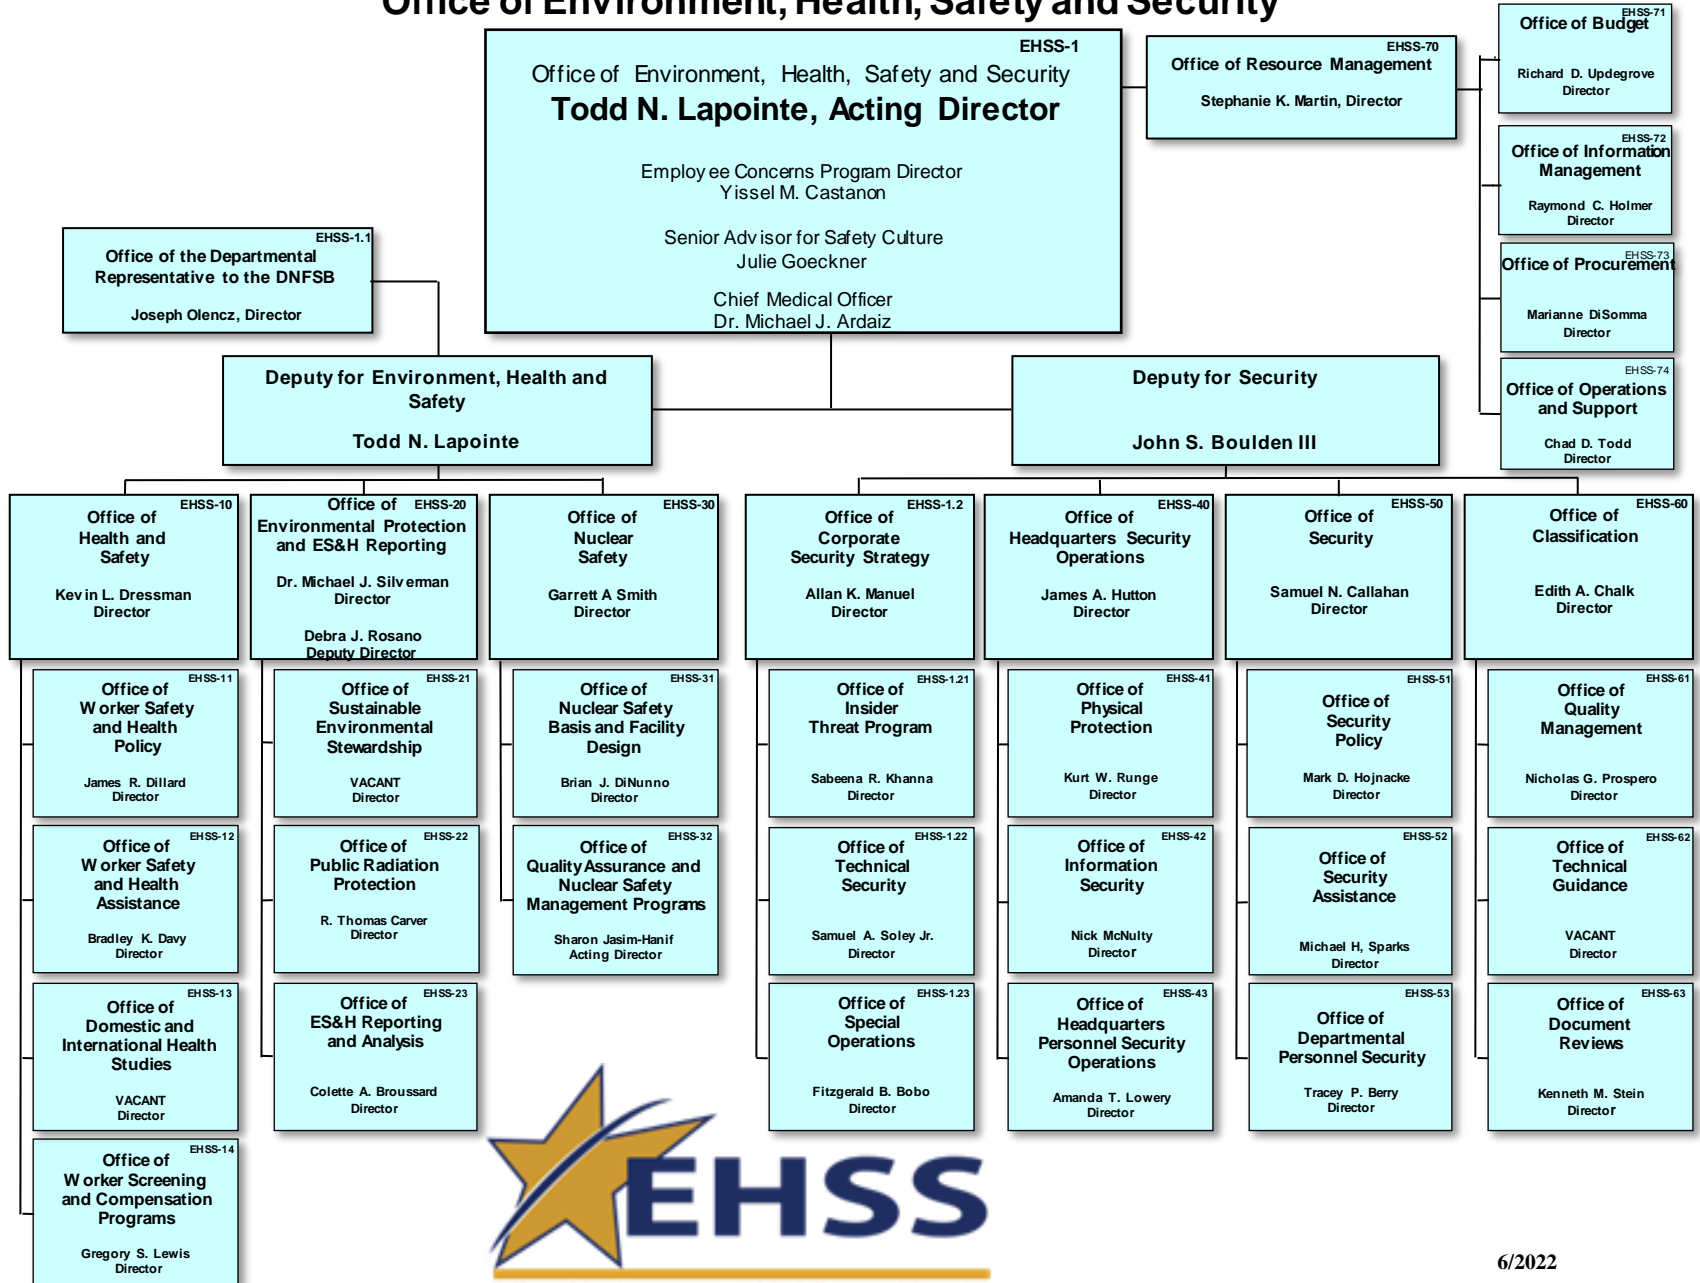 Office of Environment, Health, Safety and Security
EHSS-1
Office of Environment, Health, Safety and Security
Todd N. Lapointe, Acting Director
Employee Concerns Program Director
Yissel M. Castanon
Senior Advisor for Safety Culture
Julie Goeckner
Chief Medical Officer
Dr. Michael J. Ardaiz
EHSS-70
Office of Resource Management
Stephanie K. Martin, Director
EHSS-71
Office of Budget
Richard D. Updegrove
Director
EHSS-72
Office of Information
Management
Raymond C. Holmer
Director
EHSS-73
Office of Procurement
Marianne DiSomma
Director
EHSS-74
Office of Operations
and Support
Chad D. Todd
Director
EHSS-1.1
Office of the Departmental
Representative to the DNFSB
Joseph Olencz, Director
Deputy for Environment, Health and
Safety
Todd N. Lapointe
Deputy for Security
John S. Boulden III
EHSS-10
Office of
Health and
Safety
Kevin L. Dressman
Director
EHSS-20
Office of
Environmental Protection
and ES&H Reporting
Dr. Michael J. Silverman
Director
Debra J. Rosano
Deputy Director
EHSS-30
Office of
Nuclear
Safety
Garrett A Smith
Director
EHSS-1.2
Office of
Corporate
Security Strategy
Allan K. Manuel
Director
EHSS-40
Office of
Headquarters Security
Operations
James A. Hutton
Director
EHSS-50
Office of
Security
Samuel N. Callahan
Director
EHSS-60
Office of
Classification
Edith A. Chalk
Director
EHSS-11
Office of
Worker Safety
and Health
Policy
James R. Dillard
Director
EHSS-21
Office of
Sustainable
Environmental
Stewardship
VACANT
Director
EHSS-31
Office of
Nuclear Safety
Basis and Facility
Design
Brian J. DiNunno
Director
EHSS-1.21
Office of
Insider
Threat Program
Sabeena R. Khanna
Director
EHSS-41
Office of
Physical
Protection
Kurt W. Runge
Director
EHSS-51
Office of
Security
Policy
Mark D. Hojnacke
Director
EHSS-61
Office of
Quality
Management
Nicholas G. Prospero
Director
EHSS-12
Office of
Worker Safety
and Health
Assistance
Bradley K. Davy
Director
EHSS-22
Office of
Public Radiation
Protection
R. Thomas Carver
Director
EHSS-32
Office of
Quality Assurance and
Nuclear Safety
Management Programs
Sharon Jasim-Hanif
Acting Director
EHSS-1.22
Office of
Technical
Security
Samuel A. Soley Jr.
Director
EHSS-42
Office of
Information
Security
Nick McNulty
Director
EHSS-52
Office of
Security
Assistance
Michael H, Sparks
Director
EHSS-62
Office of
Technical
Guidance
VACANT
Director
EHSS-13
Office of
Domestic and
International Health
Studies
VACANT
Director
EHSS-23
Office of
ES&H Reporting
and Analysis
Colette A. Broussard
Director
EHSS-1.23
Office of
Special
Operations
Fitzgerald B. Bobo
Director
EHSS-43
Office of
Headquarters
Personnel Security
Operations
Amanda T. Lowery
Director
EHSS-53
Office of
Departmental
Personnel Security
Tracey P. Berry
Director
EHSS-63
Office of
Document
Reviews
Kenneth M. Stein
Director
EHSS-14
Office of
Worker Screening
and Compensation
Programs
Gregory S. Lewis
Director
EHSS
6/2022